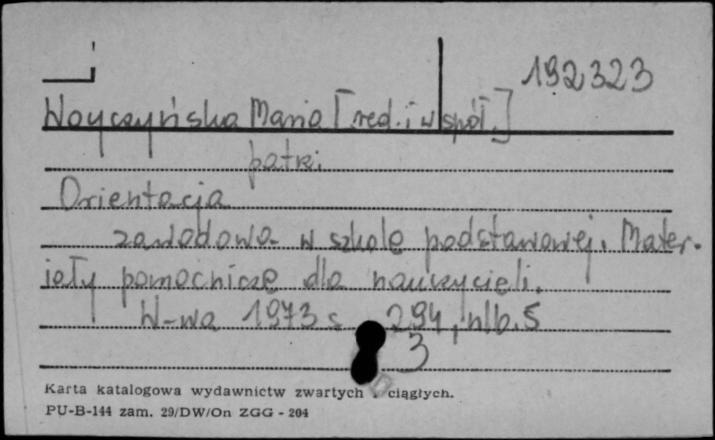 192323
Woyczyńska Maria [red. i współ.]
patrz.
Orientacja
zawodowa w szkole podstawowej. Mater.
iały pomocnicze dla nauczycieli.
W-wa 1973 s. 294, nlb. 5
3
Karta katalogowa wydawnictw zwartych i ciągłych.
PU-B-144 zam. 29/DW/On ZGG - 204